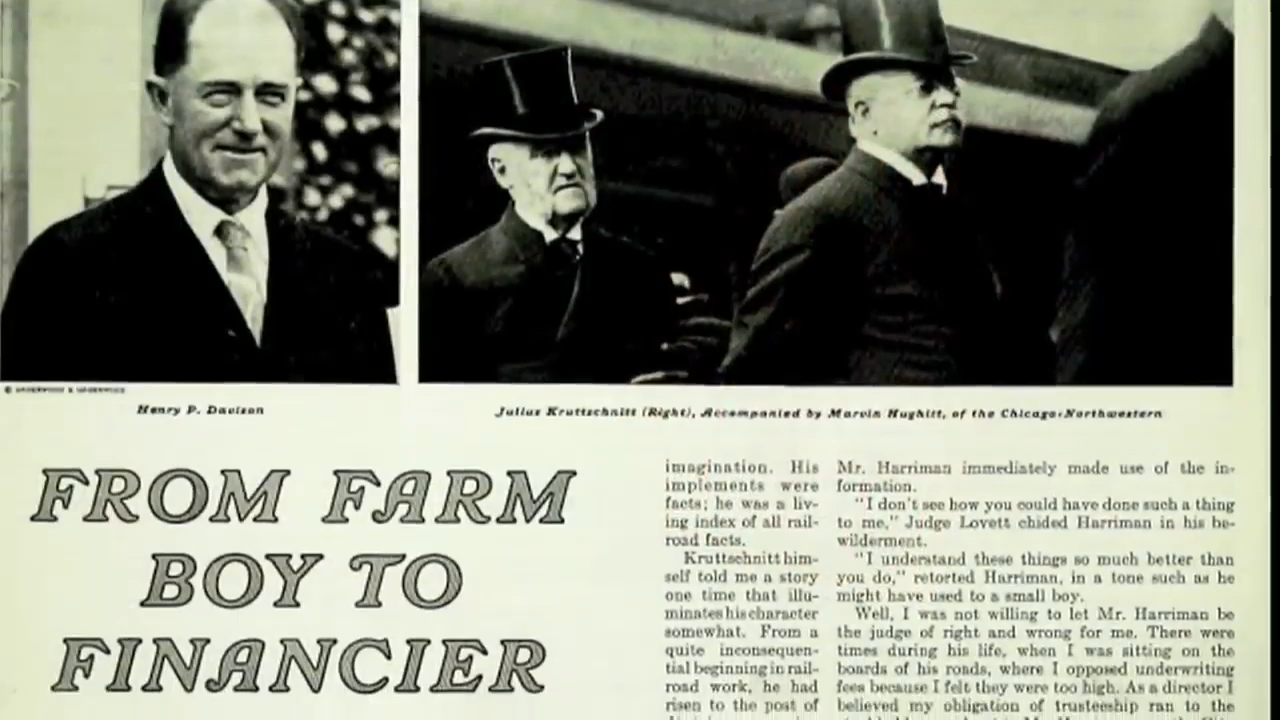 © UNDERWOOD & UNDERWOOD
Henry P. Davison
Julius Kruttschnitt (Right), Accompanied by Marvin Hughitt, of the Chicago-Northwestern
FROM FARM
BOY TO
FINANCIER
imagination. His
implements were
facts; he was a liv-
ing index of all rail-
road facts.
Kruttschnitt him-
self told me a story
one time that illu-
minates his character
somewhat. From a
quite inconsequen-
tial beginning in rail-
road work, he had
risen to the post of
Mr. Harriman immediately made use of the in-
formation.
"I don't see how you could have done such a thing
to me," Judge Lovett chided Harriman in his be-
wilderment.
"I understand these things so much better than
you do," retorted Harriman, in a tone such as he
might have used to a small boy.
Well, I was not willing to let Mr. Harriman be
the judge of right and wrong for me. There were
times during his life, when I was sitting on the
boards of his roads, where I opposed underwriting
fees because I felt they were too high. As a director I
believed my obligation of trusteeship ran to the